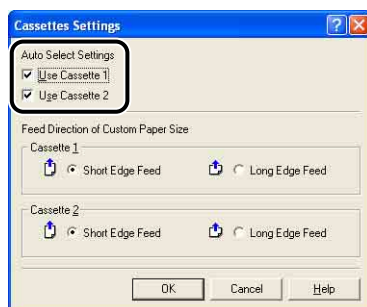 Cassettes Settings
Auto Select Settings
Use Cassette 1
Use Cassette 2
Feed Direction of Custom Paper Size
Cassette 1
Short Edge Feed Long Edge Feed
Cassette 2
Short Edge Feed Long Edge Feed
OK Cancel Help